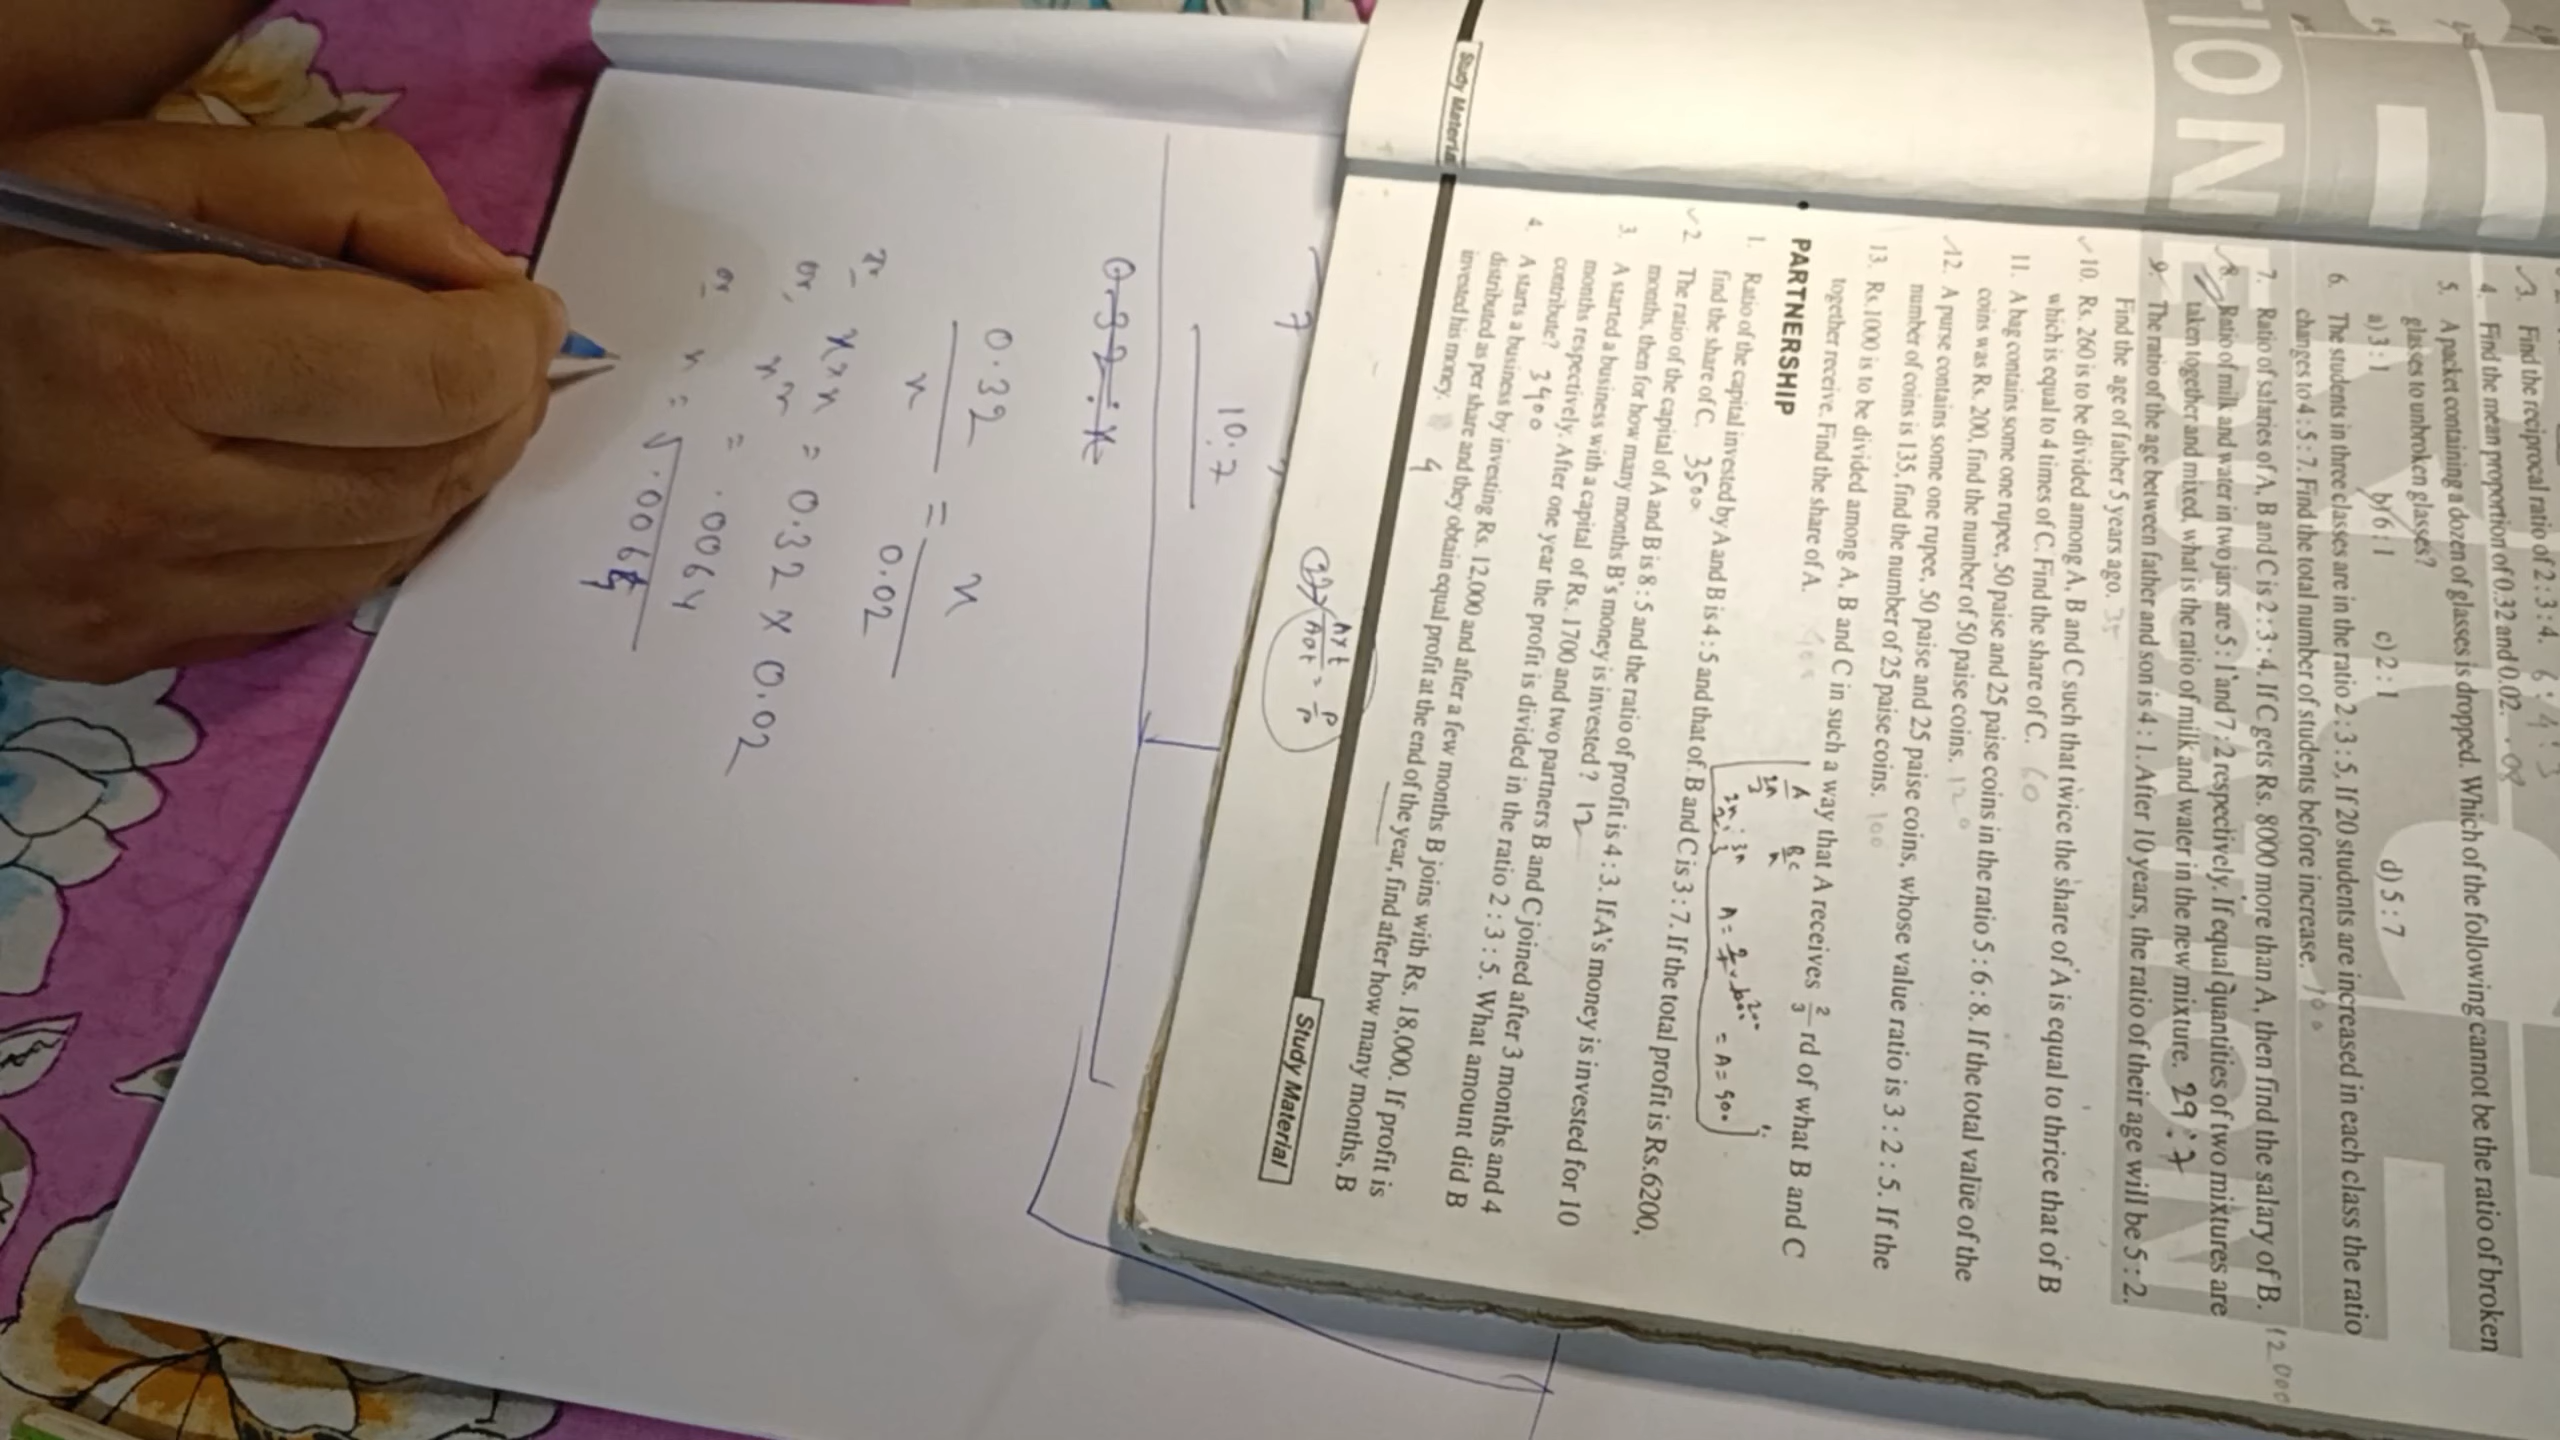 3. Find the reciprocal ratio of 2 : 3 : 4. 6 : 4 : 3
4. Find the mean proportion of 0.32 and 0.02. .08
5. A packet containing a dozen of glasses is dropped. Which of the following cannot be the ratio of broken
glasses to unbroken glasses?
a) 3 : 1 b) 6 : 1 c) 2 : 1 d) 5 : 7
6. The students in three classes are in the ratio 2 : 3 : 5. If 20 students are increased in each class the ratio
changes to 4 : 5 : 7. Find the total number of students before increase.
7. Ratio of salaries of A, B and C is 2 : 3 : 4. If C gets Rs. 8000 more than A, then find the salary of B. 12000
8. Ratio of milk and water in two jars are 5 : 1 and 7 : 2 respectively. If equal quantities of two mixtures are
taken together and mixed, what is the ratio of milk and water in the new mixture. 29:7
9. The ratio of the age between father and son is 4 : 1. After 10 years, the ratio of their age will be 5 : 2.
Find the age of father 5 years ago. 35
10. Rs. 260 is to be divided among A, B and C such that twice the share of A is equal to thrice that of B
which is equal to 4 times of C. Find the share of C. 60
11. A bag contains some one rupee, 50 paise and 25 paise coins in the ratio 5 : 6 : 8. If the total value of the
coins was Rs. 200, find the number of 50 paise coins. 120
12. A purse contains some one rupee, 50 paise and 25 paise coins, whose value ratio is 3 : 2 : 5. If the
number of coins is 135, find the number of 25 paise coins. 100
13. Rs.1000 is to be divided among A, B and C in such a way that A receives 2/3 rd of what B and C
together receive. Find the share of A. 400
PARTNERSHIP
1. Ratio of the capital invested by A and B is 4 : 5 and that of B and C is 3 : 7. If the total profit is Rs.6200,
find the share of C. 3500
2. The ratio of the capital of A and B is 8 : 5 and the ratio of profit is 4 : 3. If A's money is invested for 10
months, then for how many months B's money is invested ? 12
3. A started a business with a capital of Rs. 1700 and two partners B and C joined after 3 months and 4
months respectively. After one year the profit is divided in the ratio 2 : 3 : 5. What amount did B
contribute? 3400
4. A starts a business by investing Rs. 12,000 and after a few months B joins with Rs. 18,000. If profit is
distributed as per share and they obtain equal profit at the end of the year, find after how many months, B
invested his money. 4
Study Material
Study Material
10.7
0.32 : x
0.32/x = x/0.02
or x×x = 0.32 × 0.02
or, x² = .0064
or x = √.0064